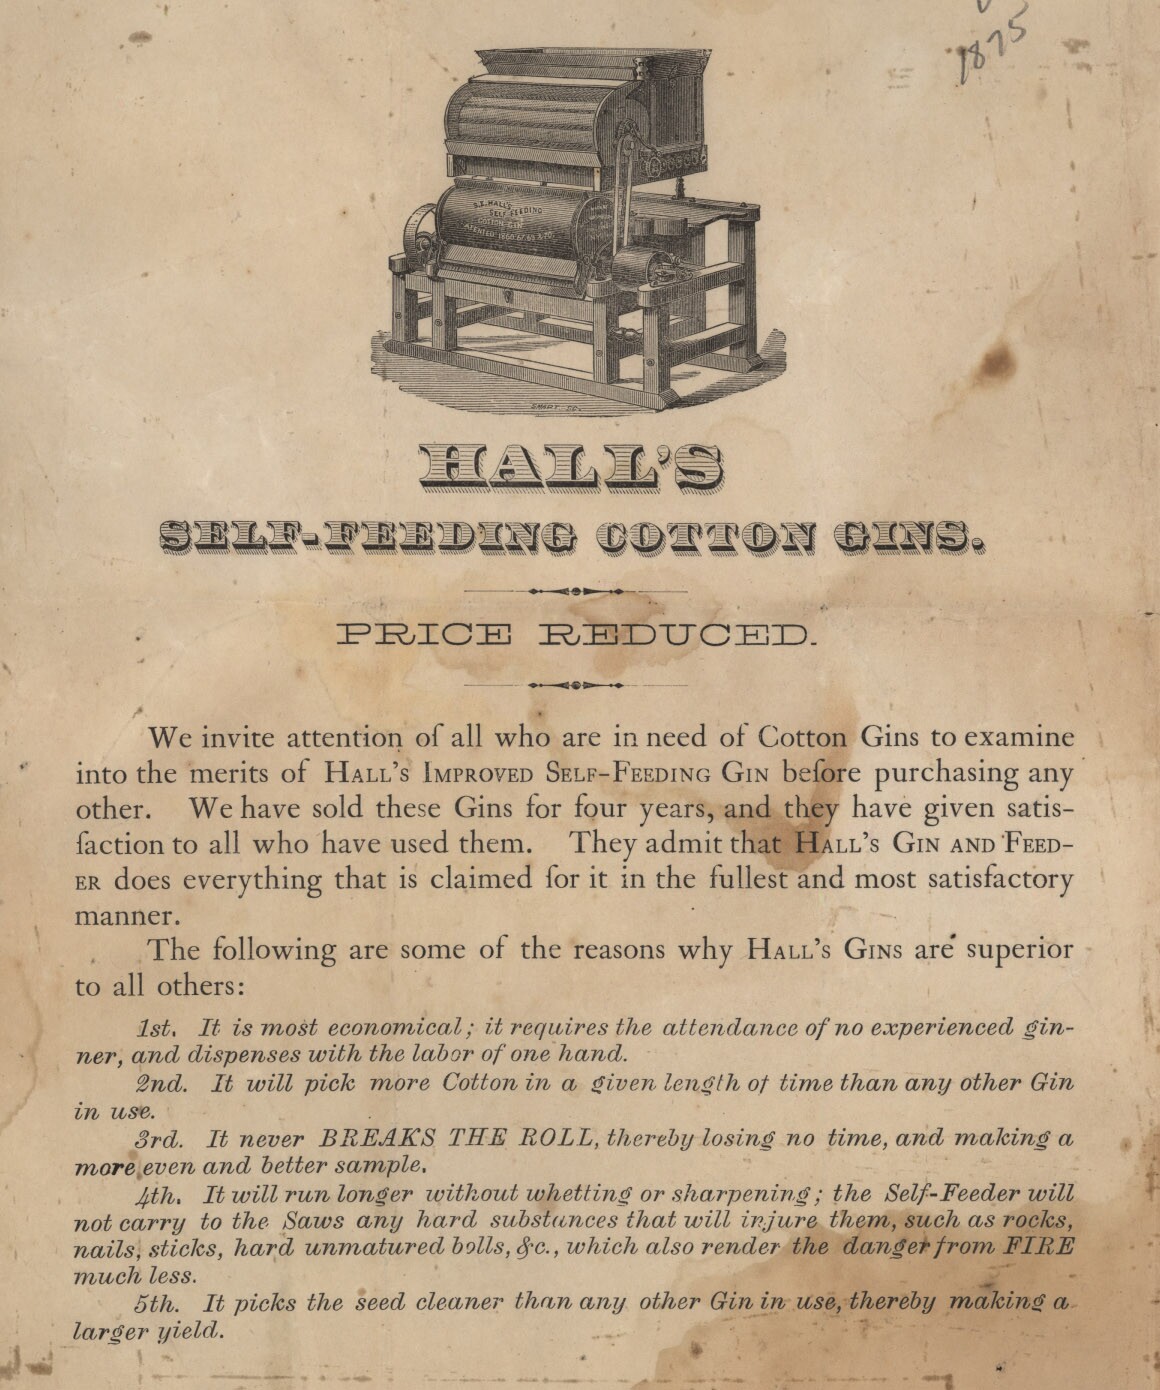 1875
S.E. HALL'S
SELF FEEDING
COTTON GIN
SMART. SC.
HALL'S
SELF-FEEDING COTTON GINS.
PRICE REDUCED.
We invite attention of all who are in need of Cotton Gins to examine
into the merits of HALL'S IMPROVED SELF-FEEDING GIN before purchasing any
other. We have sold these Gins for four years, and they have given satis-
faction to all who have used them. They admit that HALL'S GIN AND FEED-
ER does everything that is claimed for it in the fullest and most satisfactory
manner.
The following are some of the reasons why HALL'S GINS are superior
to all others:
1st. It is most economical; it requires the attendance of no experienced gin-
ner, and dispenses with the labor of one hand.
2nd. It will pick more Cotton in a given length of time than any other Gin
in use.
3rd. It never BREAKS THE ROLL, thereby losing no time, and making a
more even and better sample.
4th. It will run longer without whetting or sharpening; the Self-Feeder will
not carry to the Saws any hard substances that will injure them, such as rocks,
nails, sticks, hard unmatured bolls, &c., which also render the danger from FIRE
much less.
5th. It picks the seed cleaner than any other Gin in use, thereby making a
larger yield.